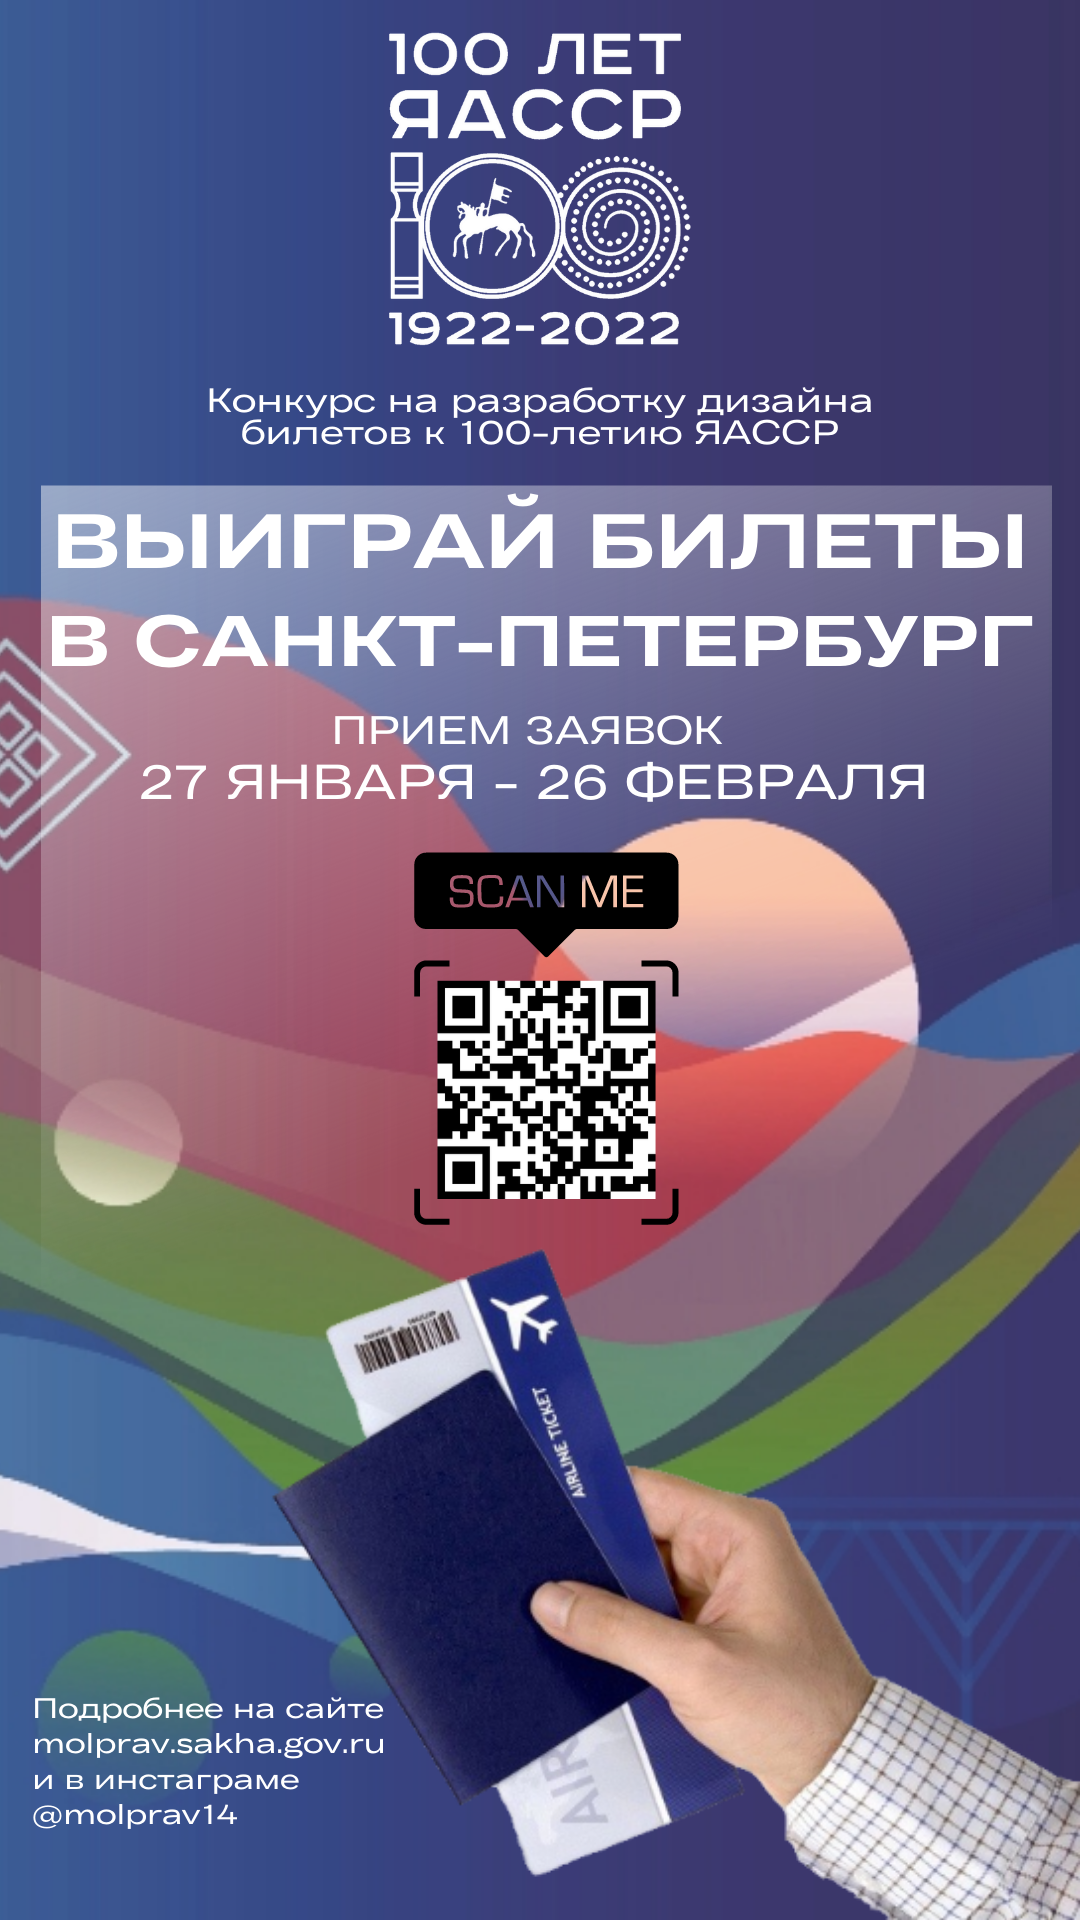 100 ЛЕТ
ЯАССР
1922-2022
Конкурс на разработку дизайна
билетов к 100-летию ЯАССР
ВЫИГРАЙ БИЛЕТЫ
В САНКТ-ПЕТЕРБУРГ
ПРИЕМ ЗАЯВОК
27 ЯНВАРЯ - 26 ФЕВРАЛЯ
SCAN ME
AIRLINE TICKET
AIR
Подробнее на сайте
molprav.sakha.gov.ru
и в инстаграме
@molprav14